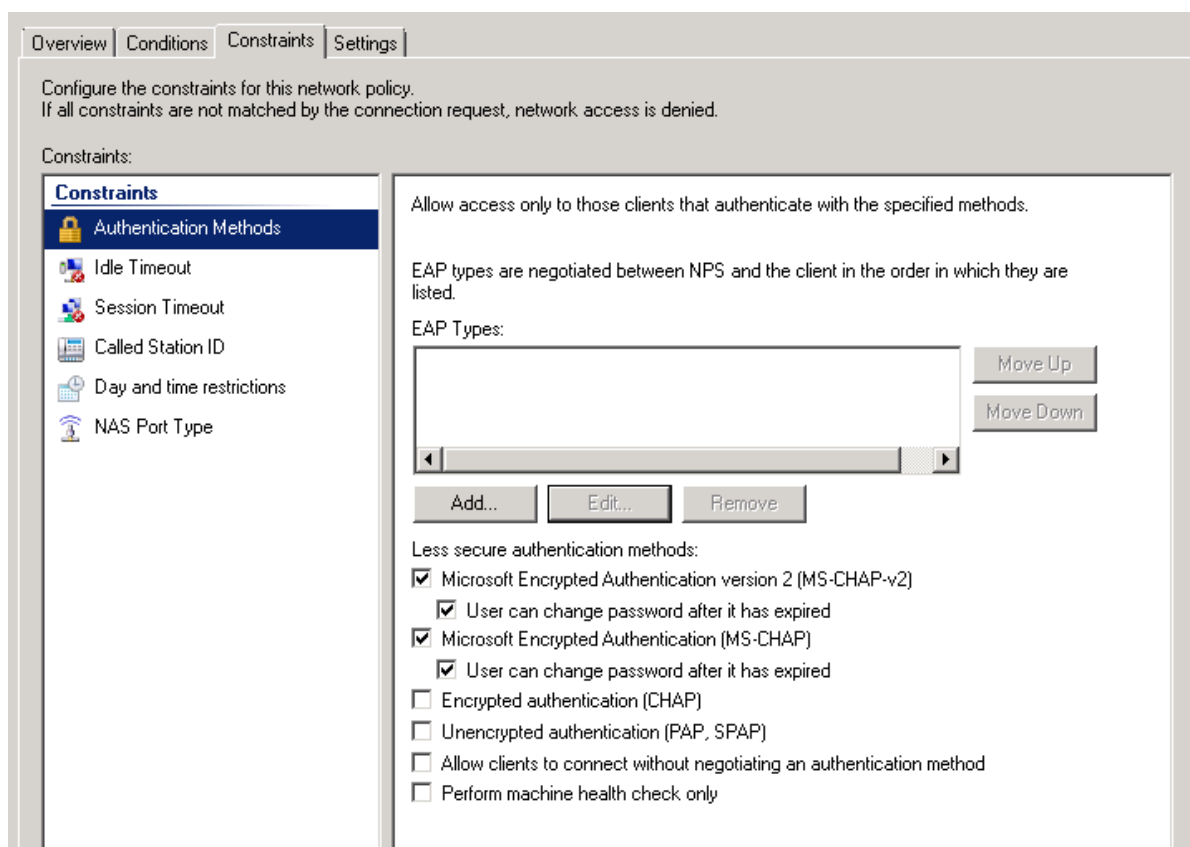 Overview
Conditions
Constraints
Settings
Configure the constraints for this network policy.
If all constraints are not matched by the connection request, network access is denied.
Constraints:
Constraints
Authentication Methods
Idle Timeout
Session Timeout
Called Station ID
Day and time restrictions
NAS Port Type
Allow access only to those clients that authenticate with the specified methods.
EAP types are negotiated between NPS and the client in the order in which they are
listed.
EAP Types:
Move Up
Move Down
Add...
Edit...
Remove
Less secure authentication methods:
Microsoft Encrypted Authentication version 2 (MS-CHAP-v2)
User can change password after it has expired
Microsoft Encrypted Authentication (MS-CHAP)
User can change password after it has expired
Encrypted authentication (CHAP)
Unencrypted authentication (PAP, SPAP)
Allow clients to connect without negotiating an authentication method
Perform machine health check only